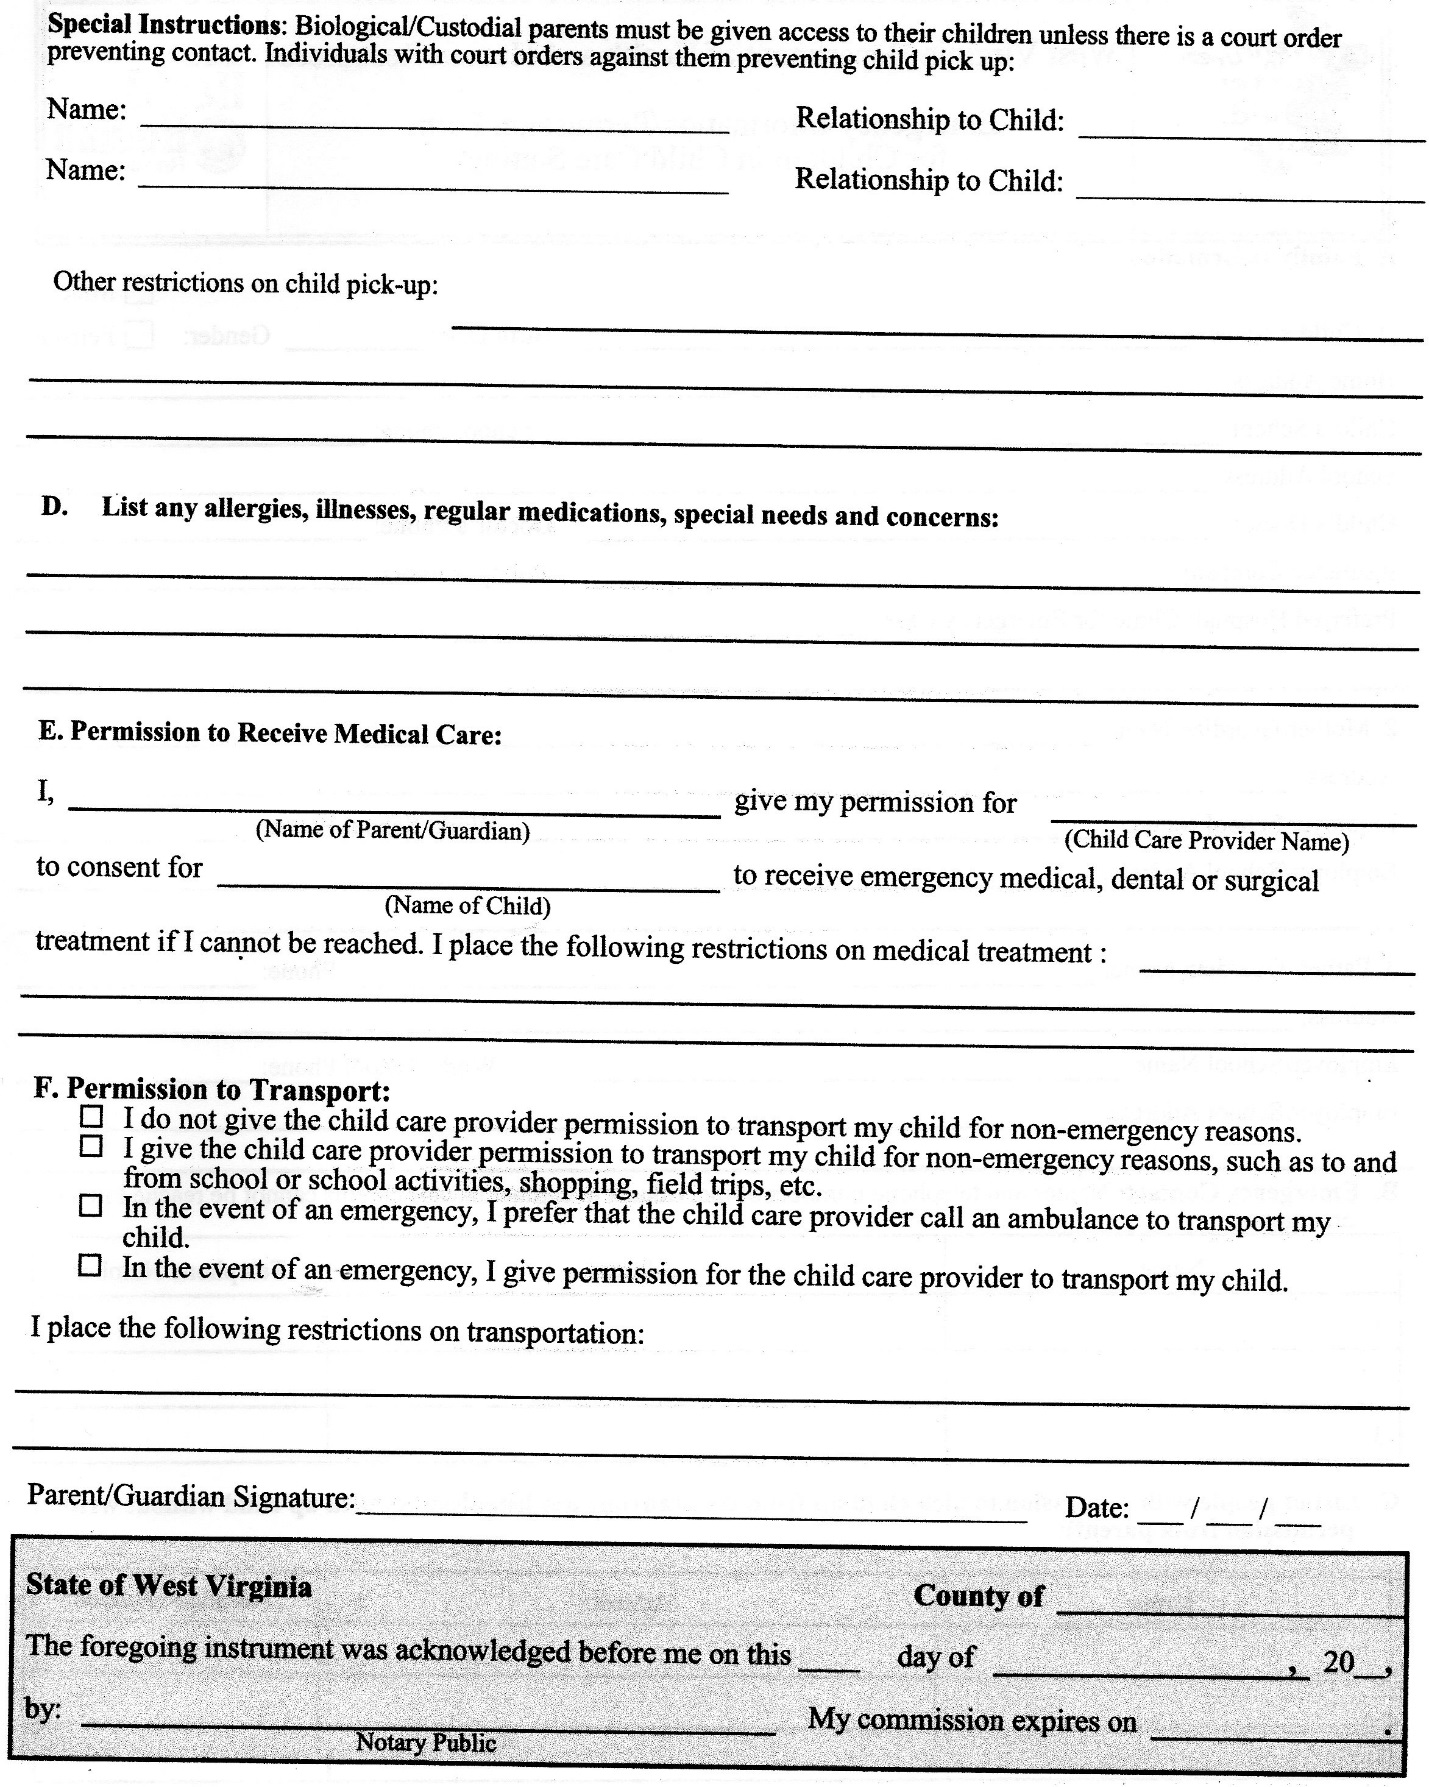 Special Instructions: Biological/Custodial parents must be given access to their children unless there is a court order
preventing contact. Individuals with court orders against them preventing child pick up:
Name: Relationship to Child:
Name: Relationship to Child:
Other restrictions on child pick-up:
D. List any allergies, illnesses, regular medications, special needs and concerns:
E. Permission to Receive Medical Care:
I, give my permission for
(Name of Parent/Guardian) (Child Care Provider Name)
to consent for to receive emergency medical, dental or surgical
(Name of Child)
treatment if I cannot be reached. I place the following restrictions on medical treatment :
F. Permission to Transport:
I do not give the child care provider permission to transport my child for non-emergency reasons.
I give the child care provider permission to transport my child for non-emergency reasons, such as to and
from school or school activities, shopping, field trips, etc.
In the event of an emergency, I prefer that the child care provider call an ambulance to transport my
child.
In the event of an emergency, I give permission for the child care provider to transport my child.
I place the following restrictions on transportation:
Parent/Guardian Signature: Date: / /
State of West Virginia County of
The foregoing instrument was acknowledged before me on this day of , 20 ,
by: My commission expires on .
Notary Public